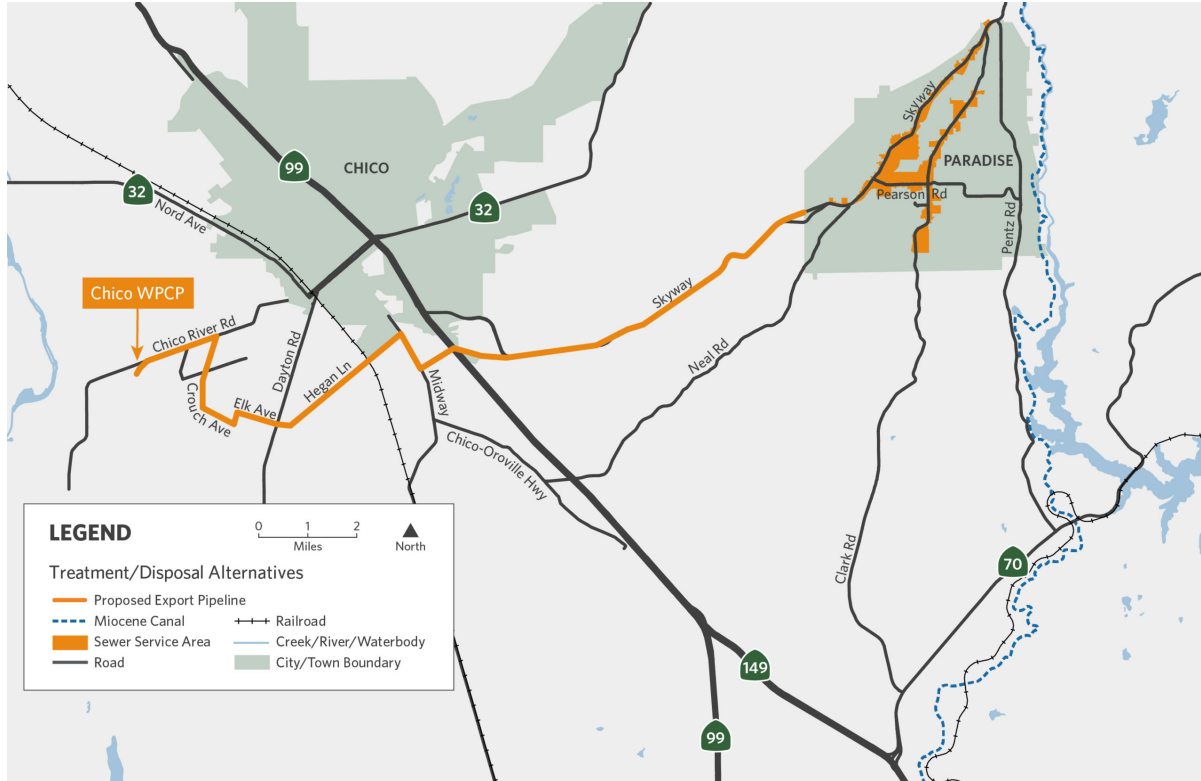 99
CHICO
32
Nord Ave
32
Skyway
PARADISE
Pearson Rd
Pentz Rd
Chico WPCP
Chico River Rd
Dayton Rd
Hegan Ln
Midway
Crouch Ave
Elk Ave
Skyway
Neal Rd
Chico-Oroville Hwy
Clark Rd
70
149
99
LEGEND
0 1 2
Miles
North
Treatment/Disposal Alternatives
Proposed Export Pipeline
Miocene Canal
Sewer Service Area
Road
Railroad
Creek/River/Waterbody
City/Town Boundary